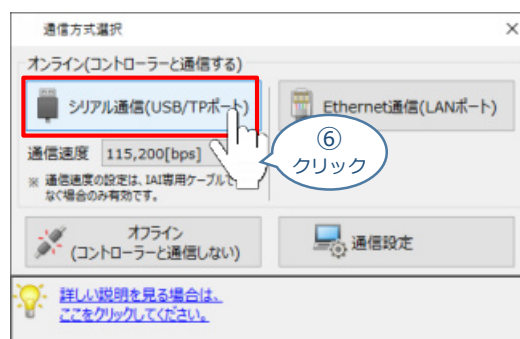 通信方式選択
オンライン(コントローラーと通信する)
シリアル通信(USB/TPポート)
Ethernet通信(LANポート)
通信速度 115,200[bps]
⑥
クリック
※ 通信速度の設定は、IAI専用ケーブルで
なぐ場合のみ有効です。
オフライン
(コントローラーと通信しない)
通信設定
詳しい説明を見る場合は、
ここをクリックしてください。